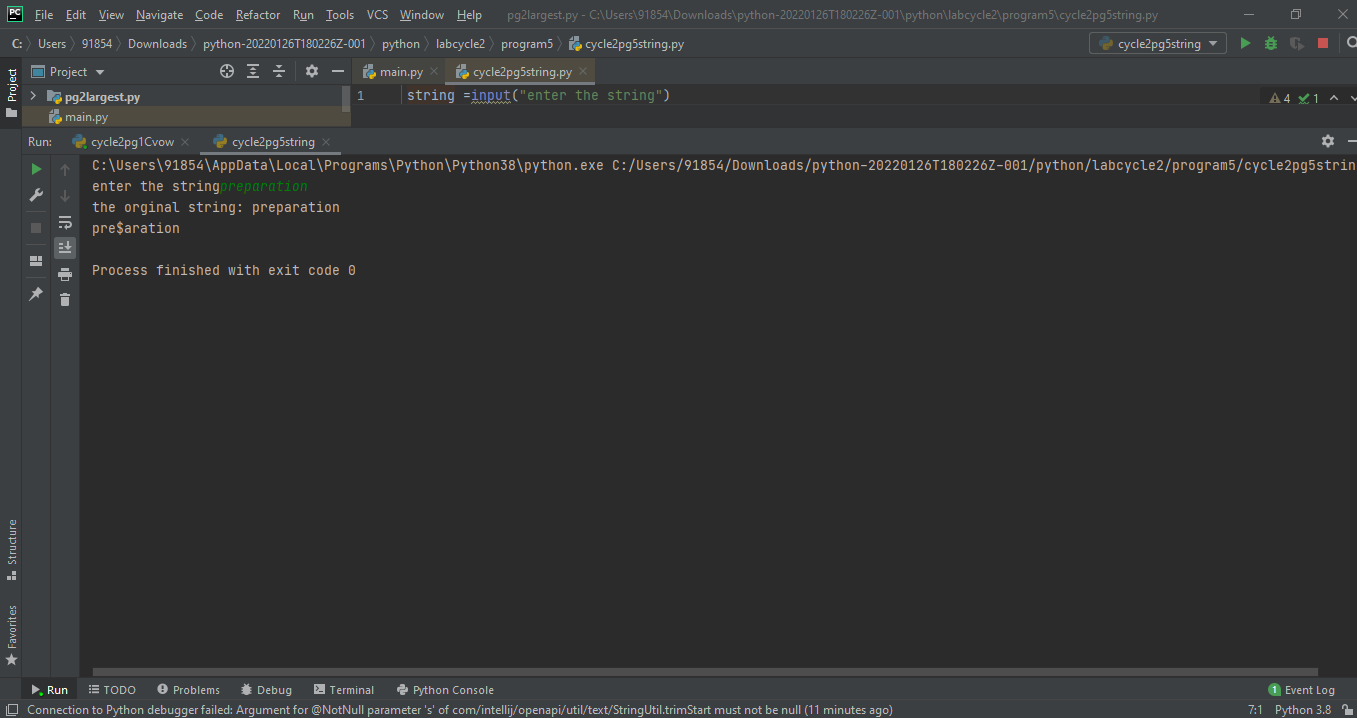 PC File Edit View Navigate Code Refactor Run Tools VCS Window Help pg2largest.py - C:\Users\91854\Downloads\python-20220126T180226Z-001\python\labcycle2\program5\cycle2pg5string.py
C: Users 91854 Downloads python-20220126T180226Z-001 python labcycle2 program5 cycle2pg5string.py cycle2pg5string
Project Project main.py cycle2pg5string.py
pg2largest.py 1 string =input("enter the string") 4 1
main.py
Run: cycle2pg1Cvow cycle2pg5string
C:\Users\91854\AppData\Local\Programs\Python\Python38\python.exe C:/Users/91854/Downloads/python-20220126T180226Z-001/python/labcycle2/program5/cycle2pg5strin
enter the stringpreparation
the orginal string: preparation
pre$aration
Process finished with exit code 0
Structure
Favorites
Run TODO Problems Debug Terminal Python Console 1 Event Log
Connection to Python debugger failed: Argument for @NotNull parameter 's' of com/intellij/openapi/util/text/StringUtil.trimStart must not be null (11 minutes ago) 7:1 Python 3.8